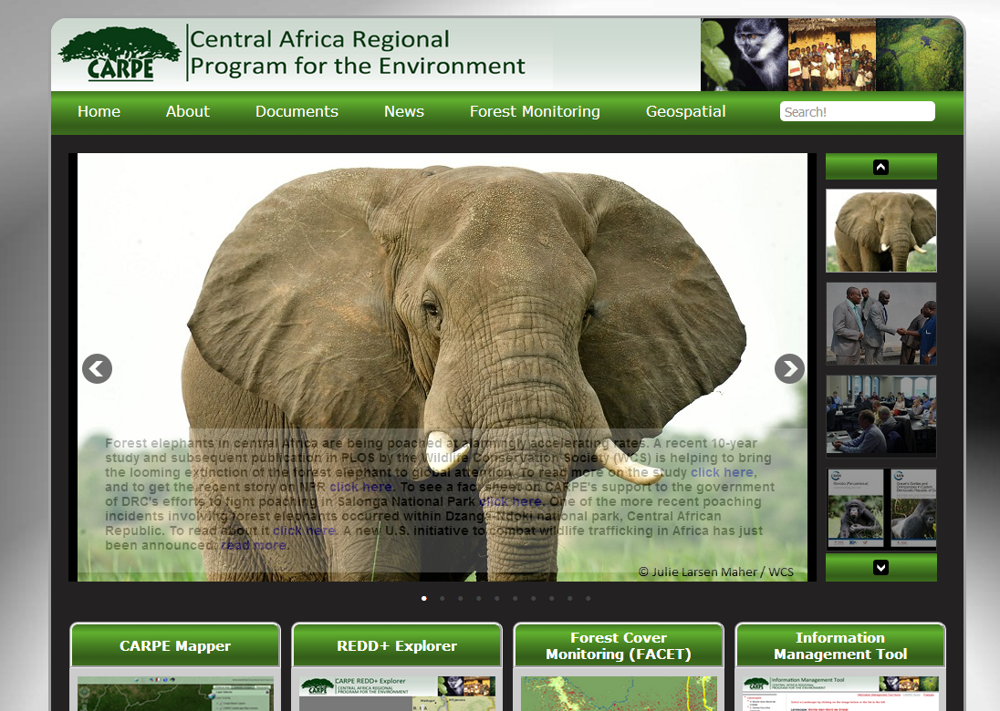 CARPE
Central Africa Regional
Program for the Environment
Home About Documents News Forest Monitoring Geospatial Search!
Forest elephants in central Africa are being poached at alarmingly accelerating rates. A recent 10-year
study and subsequent publication in PLOS by the Wildlife Conservation Society (WCS) is helping to bring
the looming extinction of the forest elephant to global attention. To read more on the study click here,
and to get the recent story on NPR click here. To see a fact sheet on CARPE's support to the government
of DRC's efforts to fight poaching in Salonga National Park click here. One of the more recent poaching
incidents involving forest elephants occurred within Dzanga-Ndoki national park, Central African
Republic. To read about it click here. A new U.S. initiative to combat wildlife trafficking in Africa has just
been announced, read more.
© Julie Larsen Maher / WCS
CARPE Mapper
REDD+ Explorer
Forest Cover
Monitoring (FACET)
Information
Management Tool
CARPE REDD+ Explorer
CENTRAL AFRICA REGIONAL
PROGRAM FOR THE ENVIRONMENT
Information Management Tool
CENTRAL AFRICA REGIONAL
PROGRAM FOR THE ENVIRONMENT